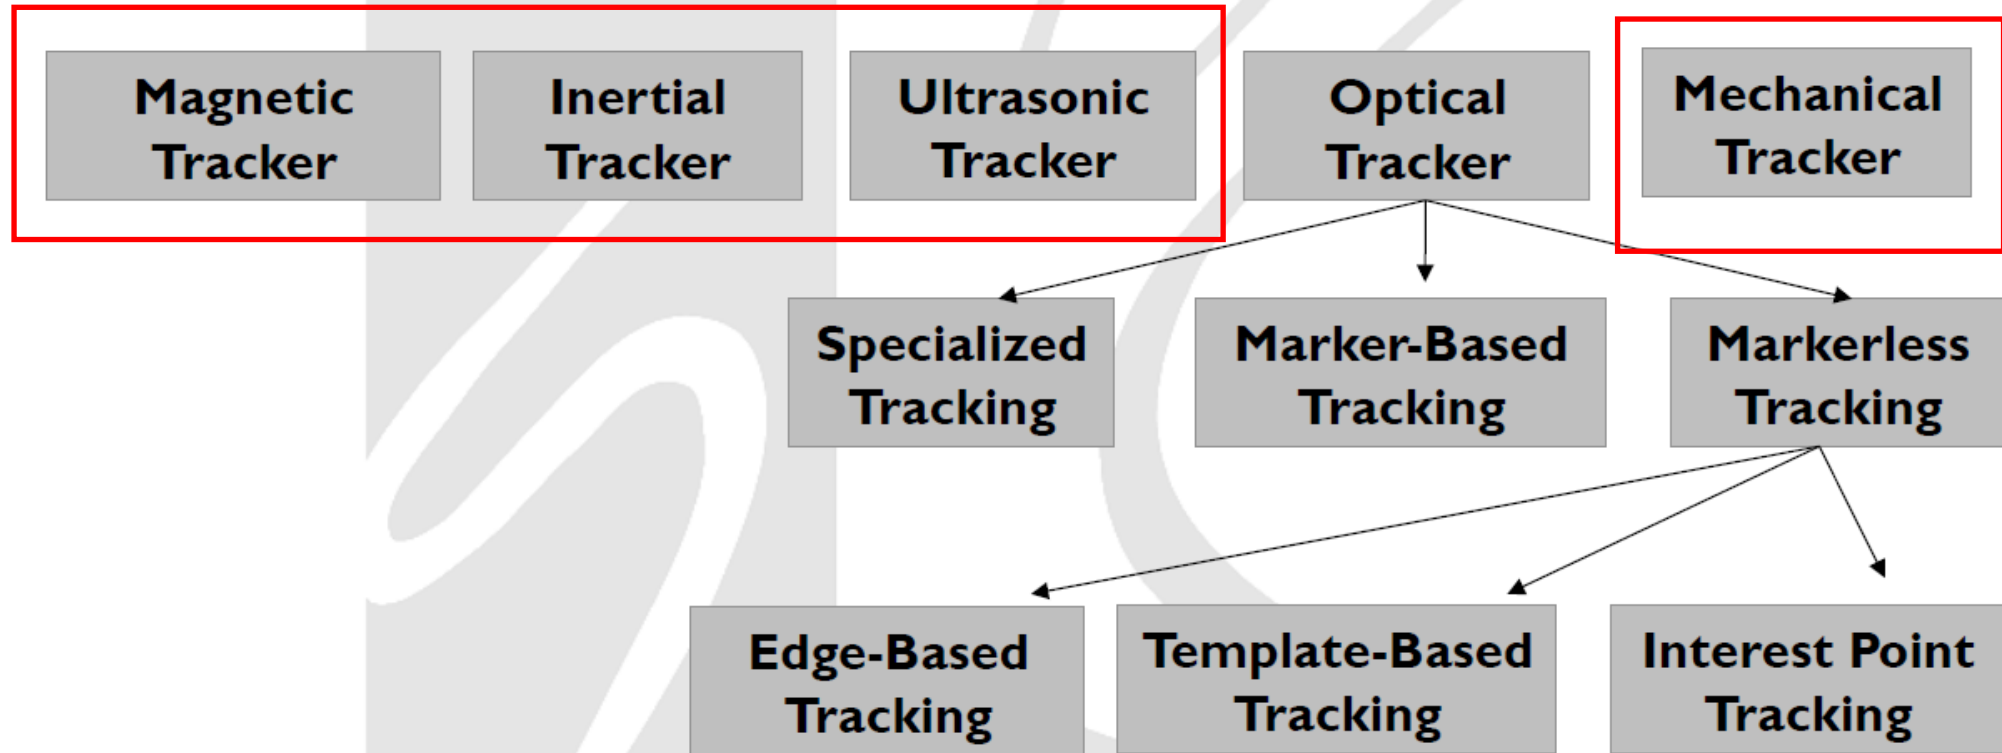 Magnetic
Tracker
Inertial
Tracker
Ultrasonic
Tracker
Optical
Tracker
Mechanical
Tracker
Specialized
Tracking
Marker-Based
Tracking
Markerless
Tracking
Edge-Based
Tracking
Template-Based
Tracking
Interest Point
Tracking